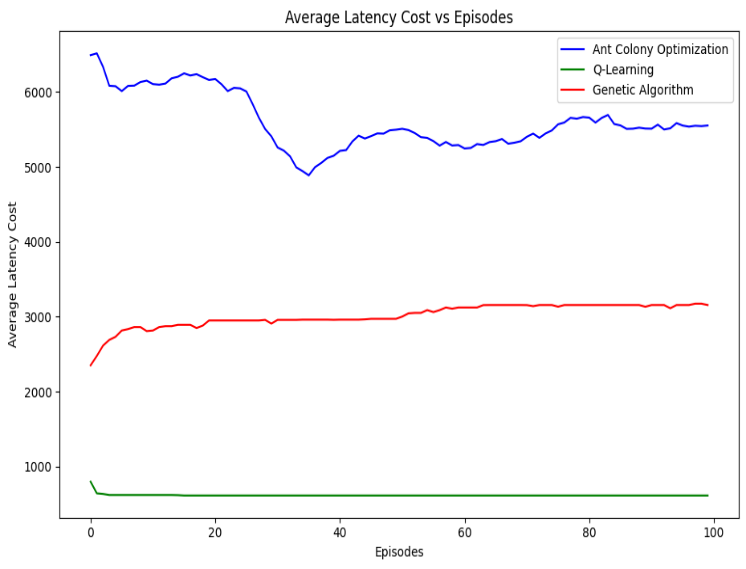 Average Latency Cost vs Episodes
Ant Colony Optimization
Q-Learning
Genetic Algorithm
Average Latency Cost
6000
5000
4000
3000
2000
1000
0
20
40
60
80
100
Episodes